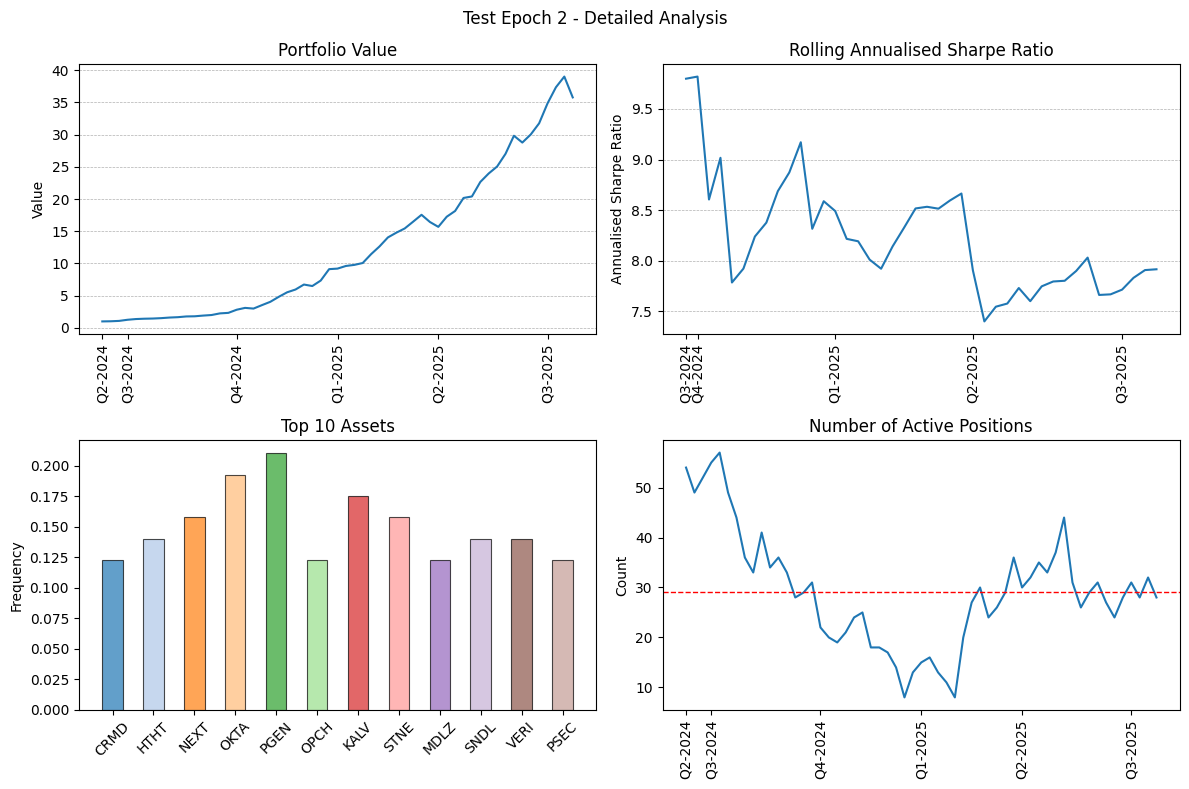 Test Epoch 2 - Detailed Analysis
Portfolio Value
Value
40
35
30
25
20
15
10
5
0
Q2-2024
Q3-2024
Q4-2024
Q1-2025
Q2-2025
Q3-2025
Rolling Annualised Sharpe Ratio
Annualised Sharpe Ratio
9.5
9.0
8.5
8.0
7.5
Q3-2024
Q4-2024
Q1-2025
Q2-2025
Q3-2025
Top 10 Assets
Frequency
0.200
0.175
0.150
0.125
0.100
0.075
0.050
0.025
0.000
CRMD
HTHT
NEXT
OKTA
PGEN
OPCH
KALV
STNE
MDLZ
SNDL
VERI
PSEC
Number of Active Positions
Count
50
40
30
20
10
Q2-2024
Q3-2024
Q4-2024
Q1-2025
Q2-2025
Q3-2025